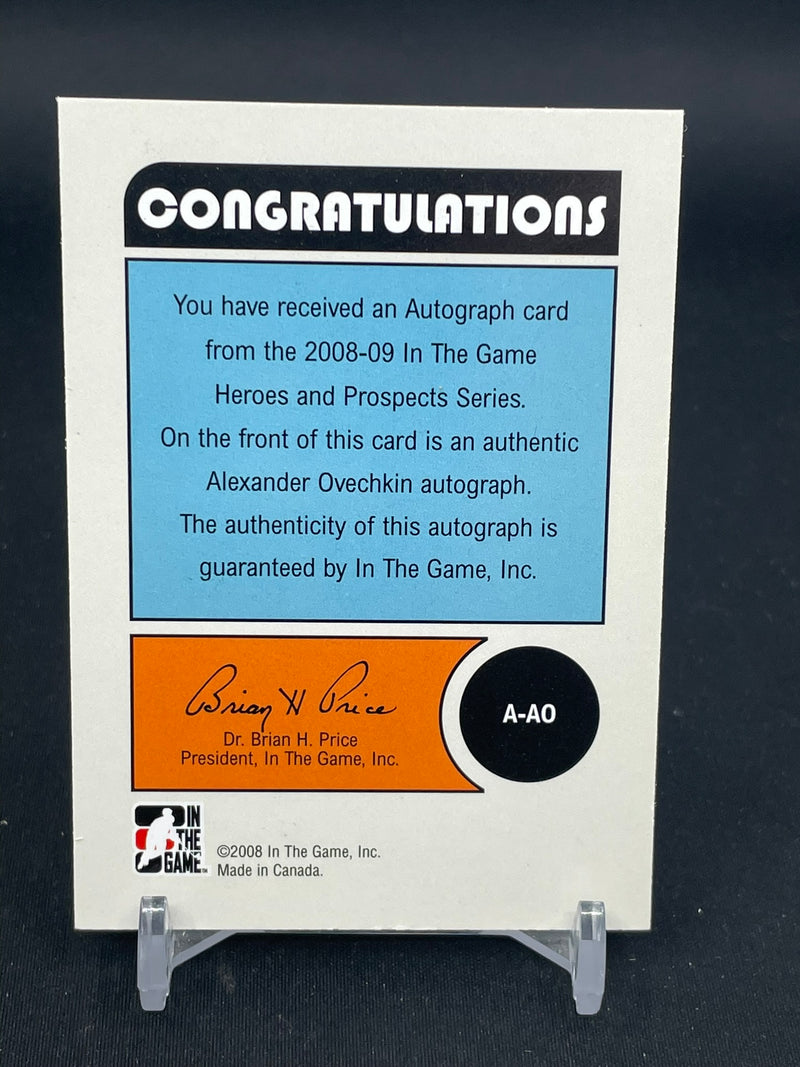 CONGRATULATIONS
You have received an Autograph card
from the 2008-09 In The Game
Heroes and Prospects Series.
On the front of this card is an authentic
Alexander Ovechkin autograph.
The authenticity of this autograph is
guaranteed by In The Game, Inc.
Brian H Price
Dr. Brian H. Price
President, In The Game, Inc.
A-AO
IN
THE
GAME™
©2008 In The Game, Inc.
Made in Canada.